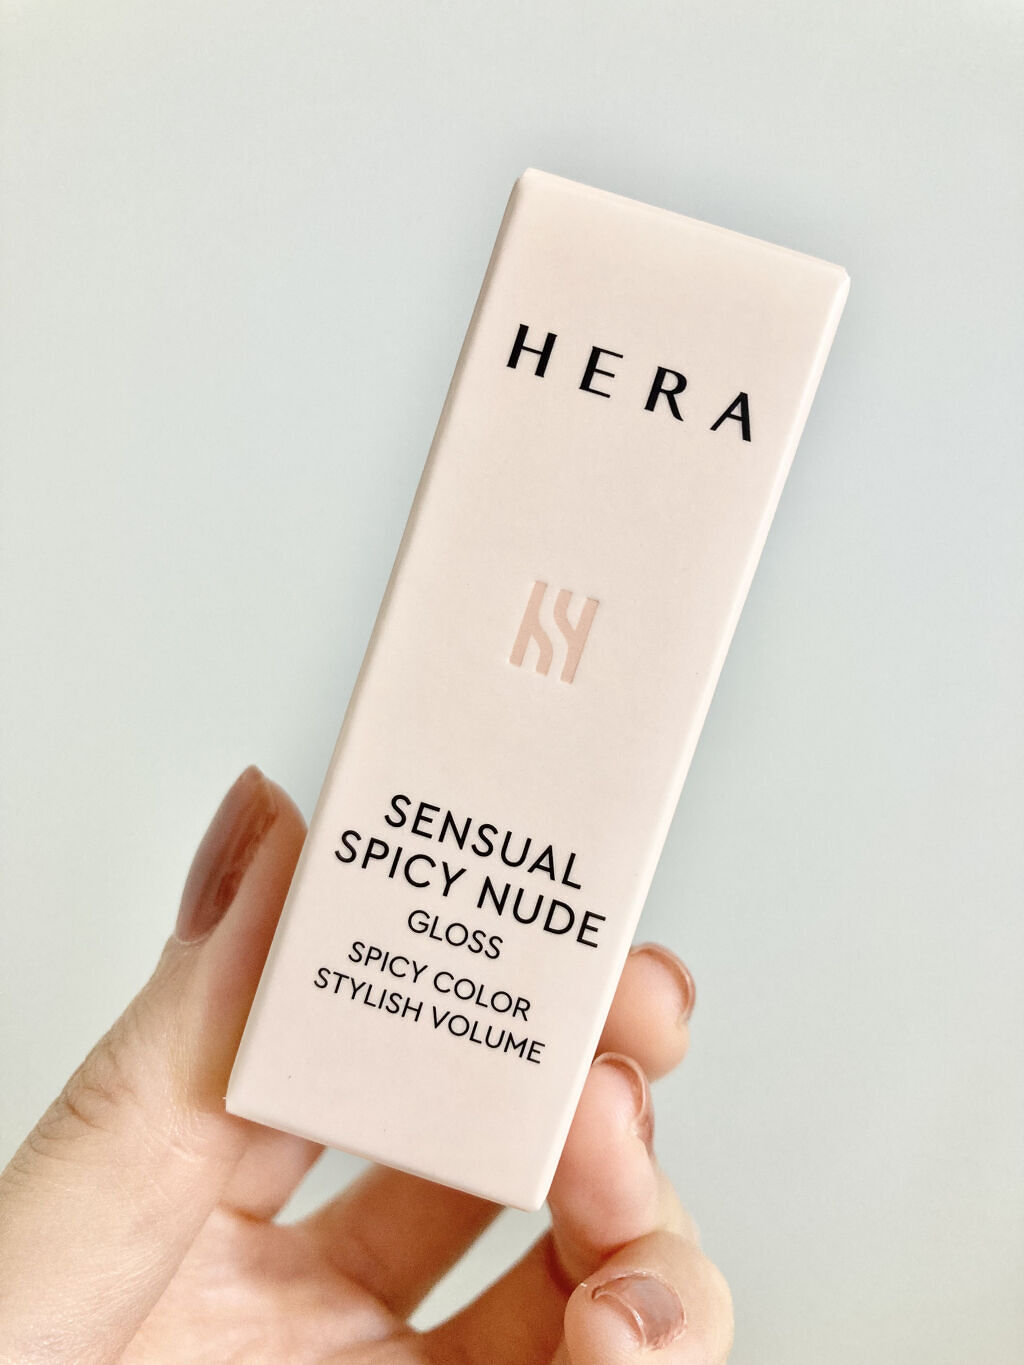 HERA
SENSUAL
SPICY NUDE
GLOSS
SPICY COLOR
STYLISH VOLUME